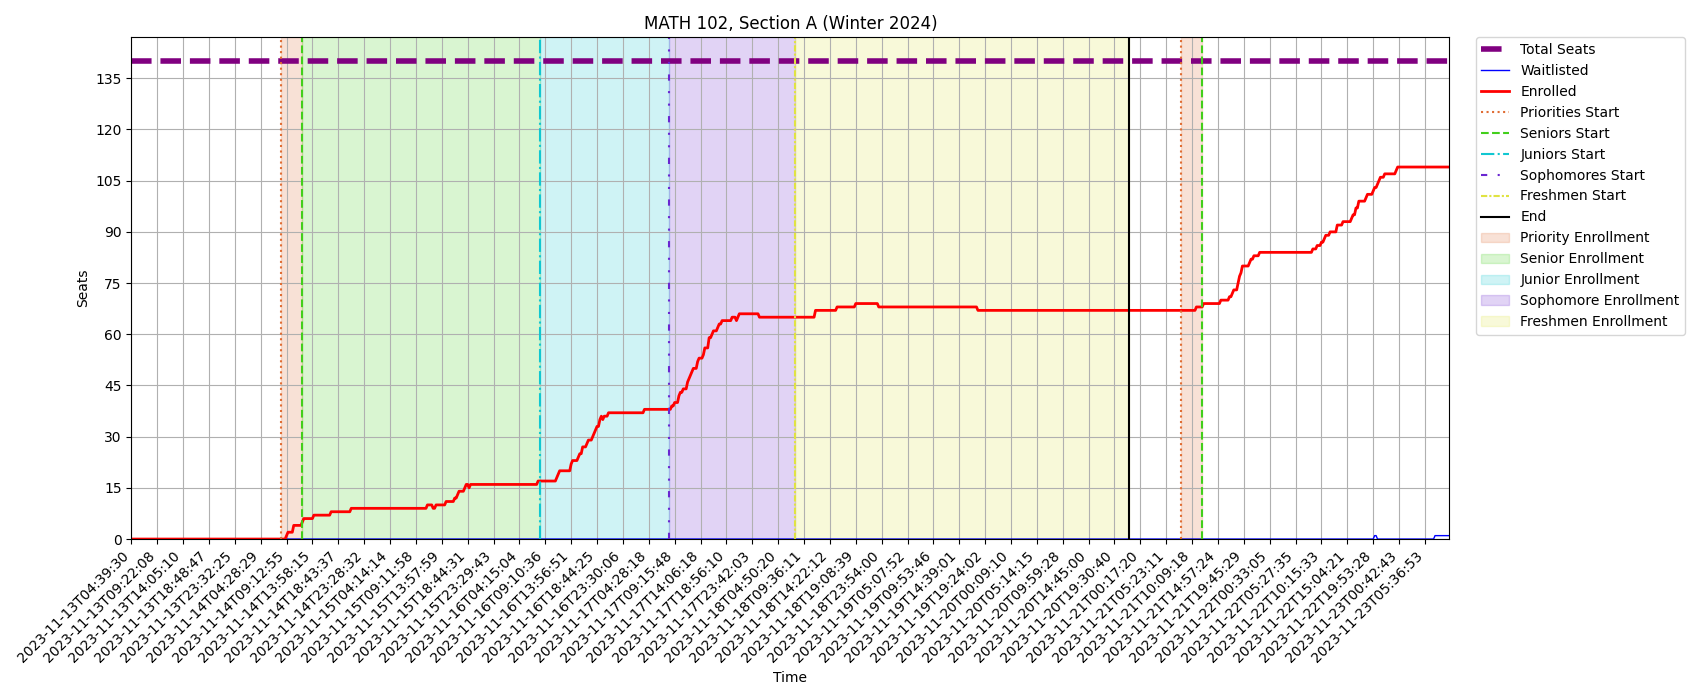 MATH 102, Section A (Winter 2024)
Seats
135
120
105
90
75
60
45
30
15
0
2023-11-13T04:39:30
2023-11-13T09:22:08
2023-11-13T14:05:10
2023-11-13T18:48:47
2023-11-13T23:32:25
2023-11-14T04:28:29
2023-11-14T09:12:55
2023-11-14T13:58:15
2023-11-14T18:43:37
2023-11-14T23:28:32
2023-11-15T04:14:14
2023-11-15T09:11:58
2023-11-15T13:57:59
2023-11-15T18:44:31
2023-11-15T23:29:43
2023-11-16T04:15:04
2023-11-16T09:10:36
2023-11-16T13:56:51
2023-11-16T18:44:25
2023-11-16T23:30:06
2023-11-17T04:28:18
2023-11-17T09:15:48
2023-11-17T14:06:18
2023-11-17T18:56:10
2023-11-17T23:42:03
2023-11-18T04:50:20
2023-11-18T09:36:11
2023-11-18T14:22:12
2023-11-18T19:08:39
2023-11-18T23:54:00
2023-11-19T05:07:52
2023-11-19T09:53:46
2023-11-19T14:39:01
2023-11-19T19:24:02
2023-11-20T00:09:10
2023-11-20T05:14:15
2023-11-20T09:59:28
2023-11-20T14:45:00
2023-11-20T19:30:40
2023-11-21T00:17:20
2023-11-21T05:23:11
2023-11-21T10:09:18
2023-11-21T14:57:24
2023-11-21T19:45:29
2023-11-22T00:33:05
2023-11-22T05:27:35
2023-11-22T10:15:33
2023-11-22T15:04:21
2023-11-22T19:53:28
2023-11-23T00:42:43
2023-11-23T05:36:53
Time
Total Seats
Waitlisted
Enrolled
Priorities Start
Seniors Start
Juniors Start
Sophomores Start
Freshmen Start
End
Priority Enrollment
Senior Enrollment
Junior Enrollment
Sophomore Enrollment
Freshmen Enrollment